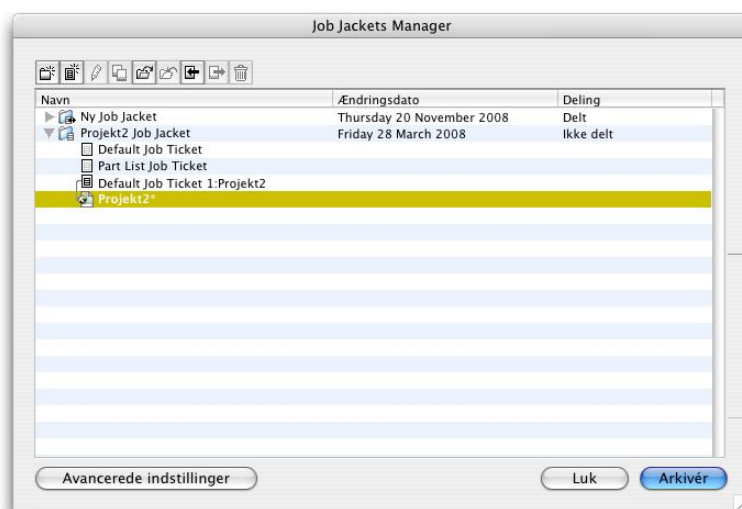 Job Jackets Manager
Navn Ændringsdato Deling
Ny Job Jacket Thursday 20 November 2008 Delt
Projekt2 Job Jacket Friday 28 March 2008 Ikke delt
Default Job Ticket
Part List Job Ticket
Default Job Ticket 1:Projekt2
Projekt2*
Avancerede indstillinger Luk Arkivér